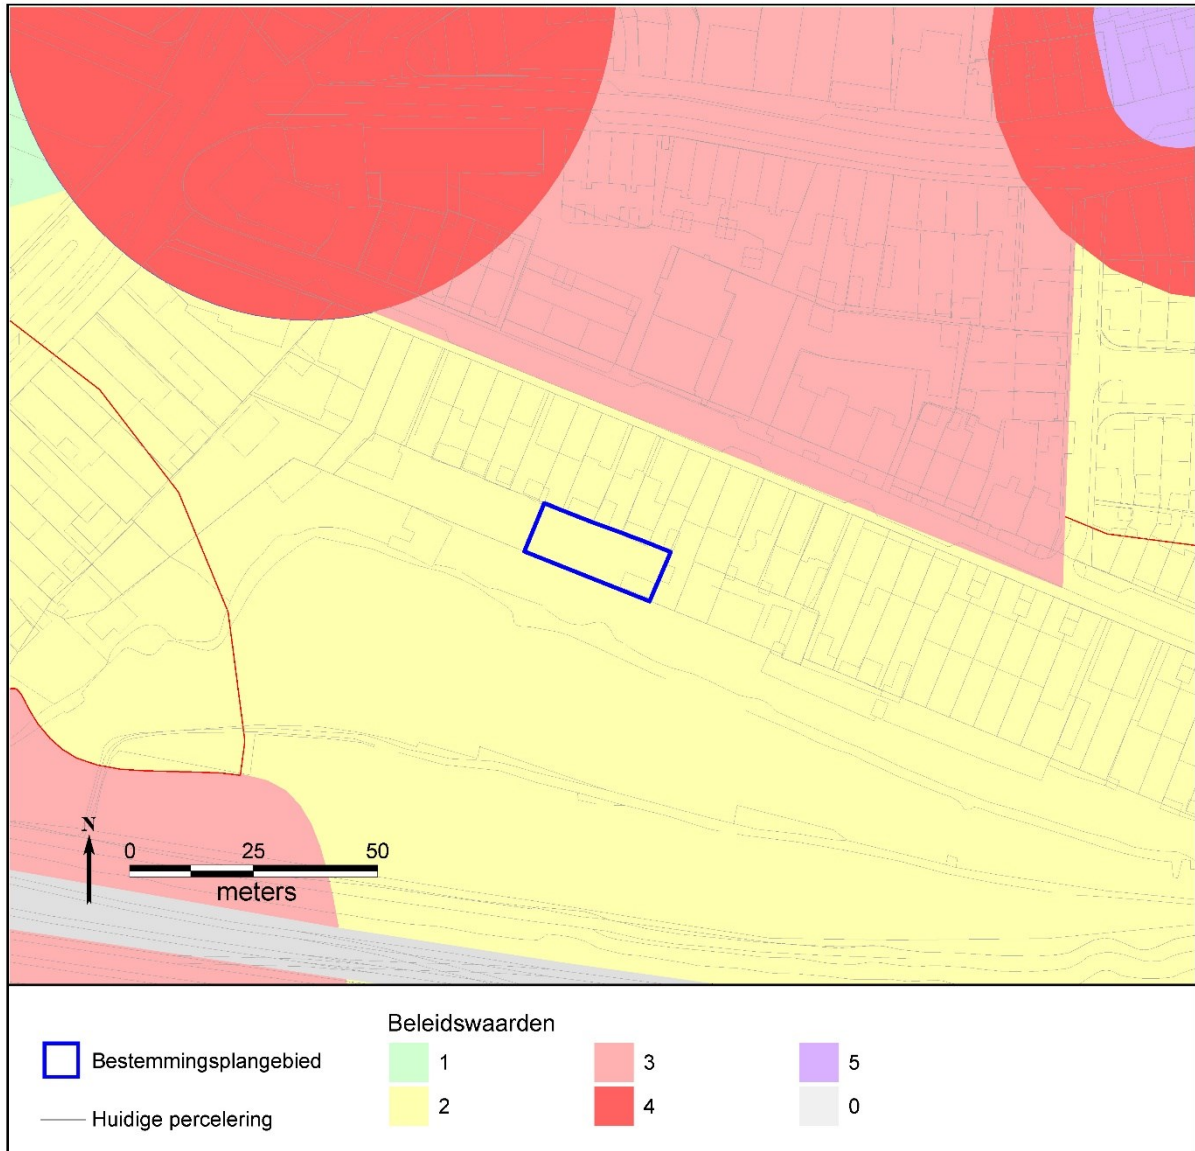 N
0 25 50
meters
Beleidswaarden
Bestemmingsplangebied
1 3 5
2 4 0
Huidige percelering